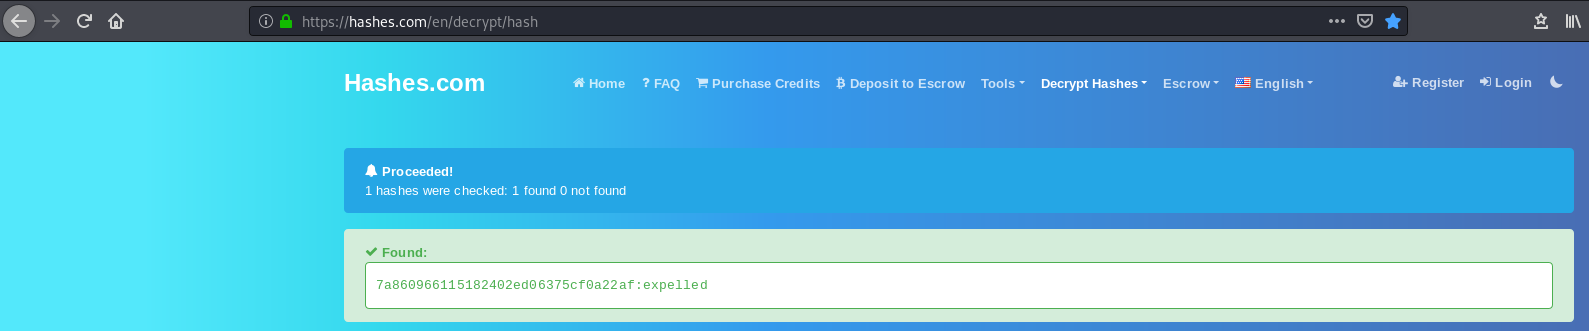 https://hashes.com/en/decrypt/hash
Hashes.com
Home
? FAQ
Purchase Credits
Deposit to Escrow
Tools
Decrypt Hashes
Escrow
English
Register
Login
Proceeded!
1 hashes were checked: 1 found 0 not found
Found:
7a860966115182402ed06375cf0a22af:expelled